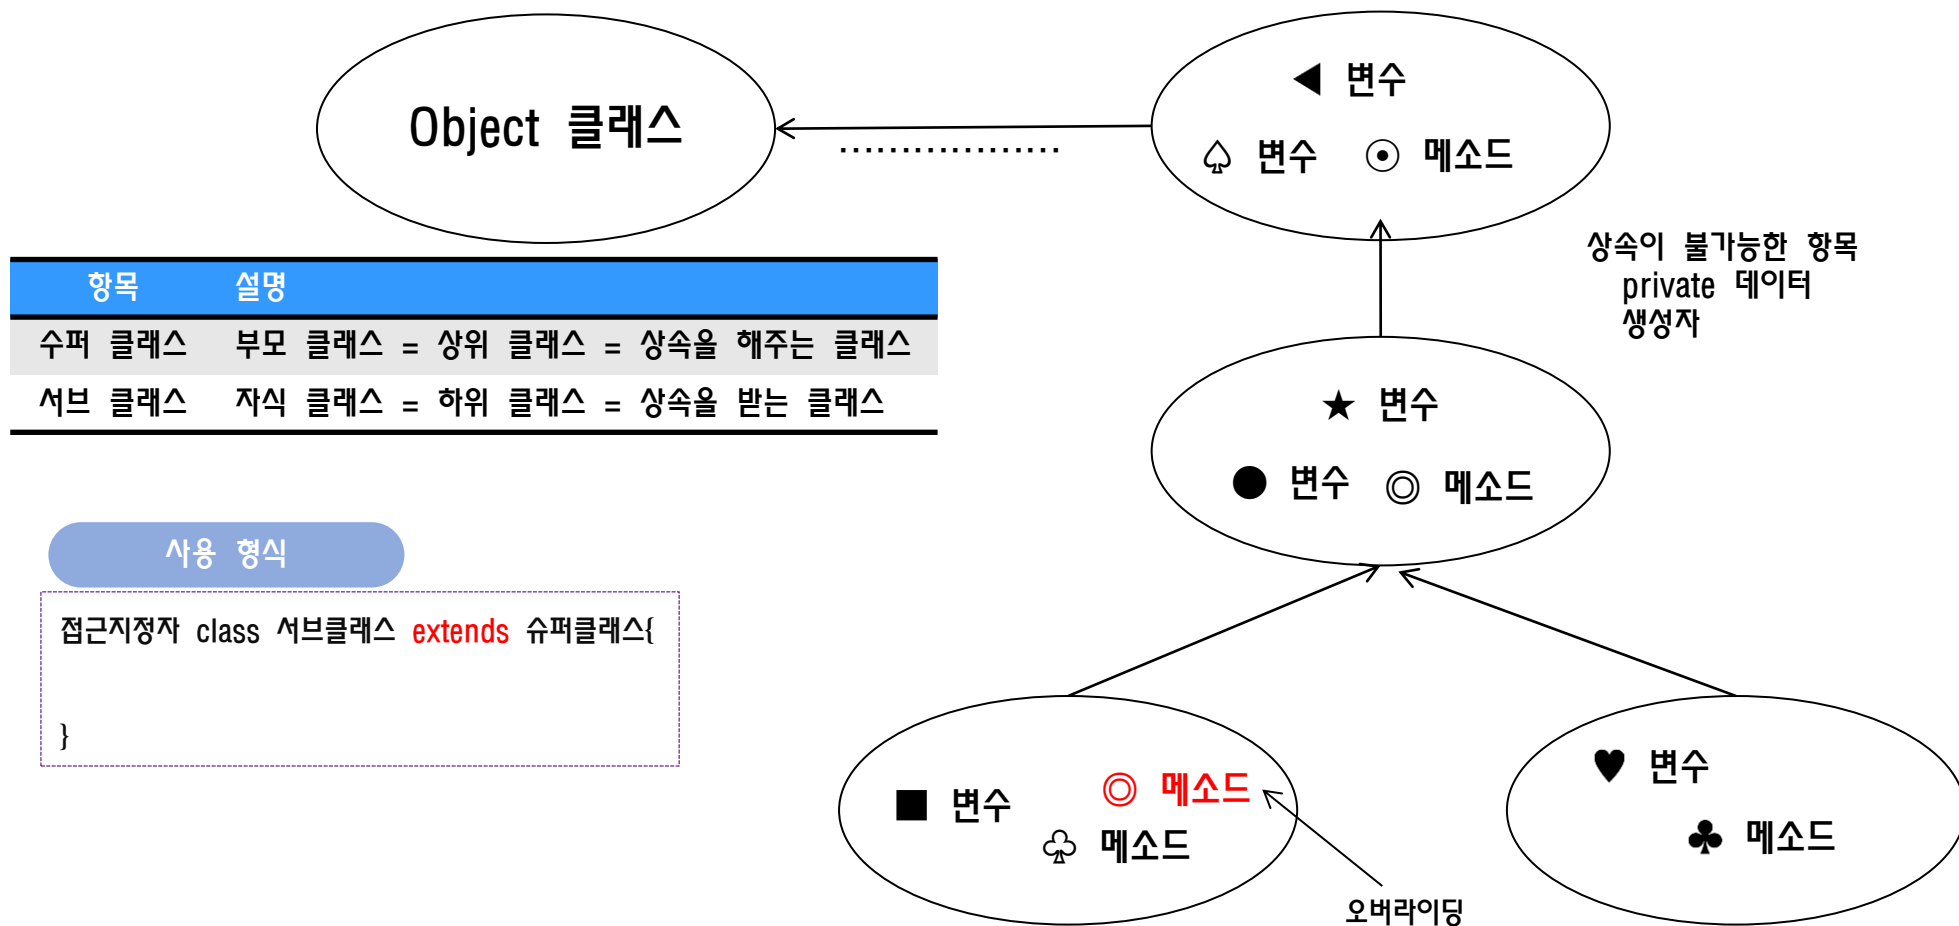 Object 클래스
◀ 변수
♤ 변수 ⊙ 메소드
.................
상속이 불가능한 항목
private 데이터
생성자
항목 설명
수퍼 클래스 부모 클래스 = 상위 클래스 = 상속을 해주는 클래스
서브 클래스 자식 클래스 = 하위 클래스 = 상속을 받는 클래스
★ 변수
● 변수 ◎ 메소드
사용 형식
접근지정자 class 서브클래스 extends 슈퍼클래스{
}
■ 변수 ◎ 메소드
♧ 메소드
♥ 변수
♣ 메소드
오버라이딩